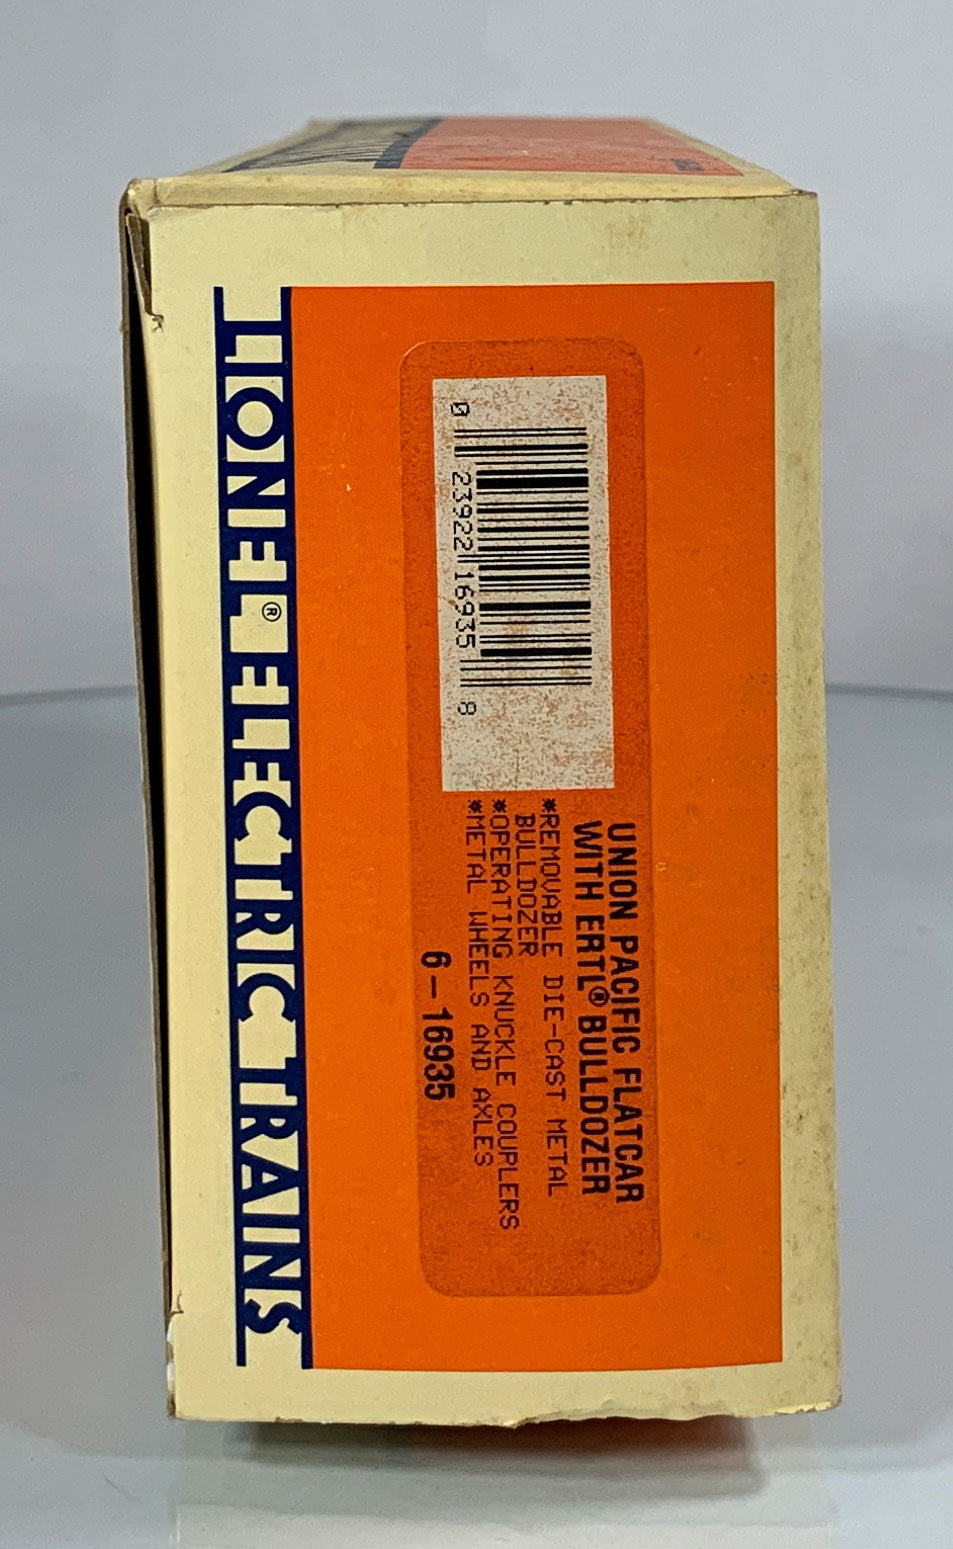 LIONEL® ELECTRIC TRAINS
UNION PACIFIC FLATCAR
WITH ERTL® BULLDOZER
*REMOVABLE DIE-CAST METAL
BULLDOZER
*OPERATING KNUCKLE COUPLERS
*METAL WHEELS AND AXLES
6-16935
0 23922 16935 8